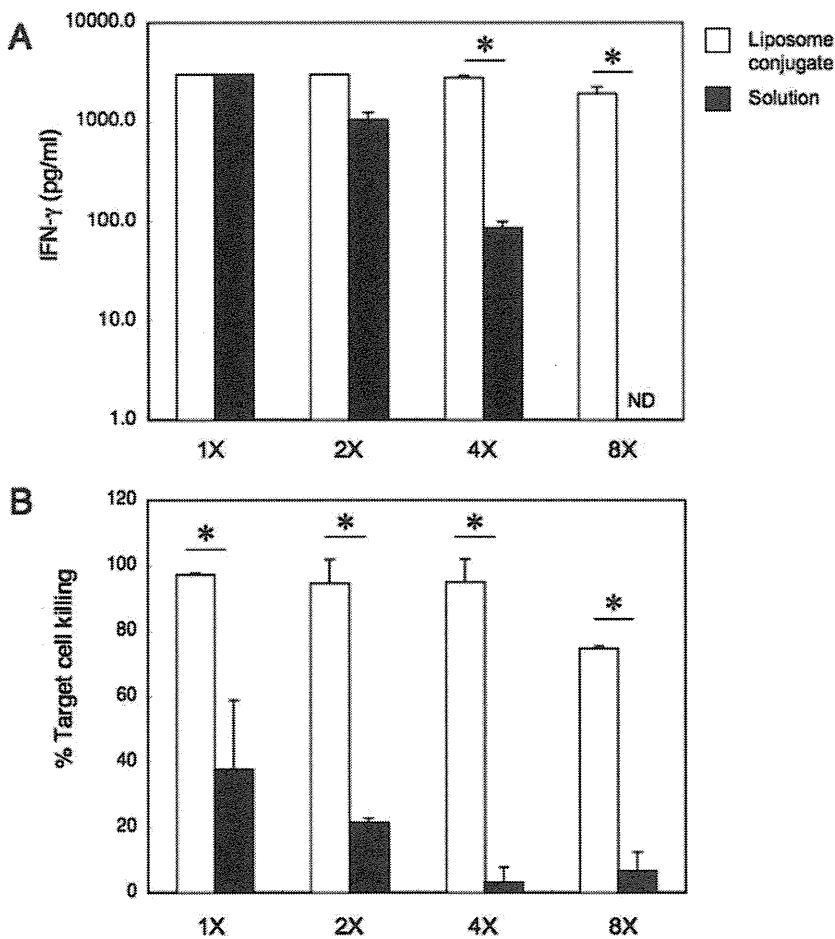 A
IFN-γ (pg/ml)
10000.0
1000.0
100.0
10.0
1.0
*
*
ND
1X
2X
4X
8X
Liposome
conjugate
Solution
B
% Target cell killing
120
100
80
60
40
20
0
*
*
*
*
1X
2X
4X
8X